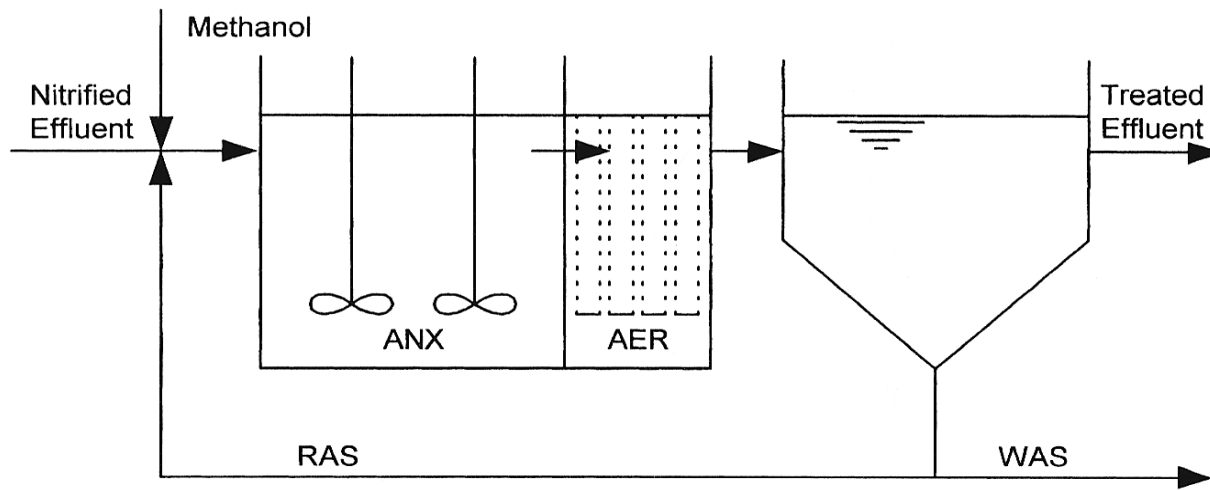 Methanol
Nitrified
Effluent
Treated
Effluent
ANX
AER
RAS
WAS